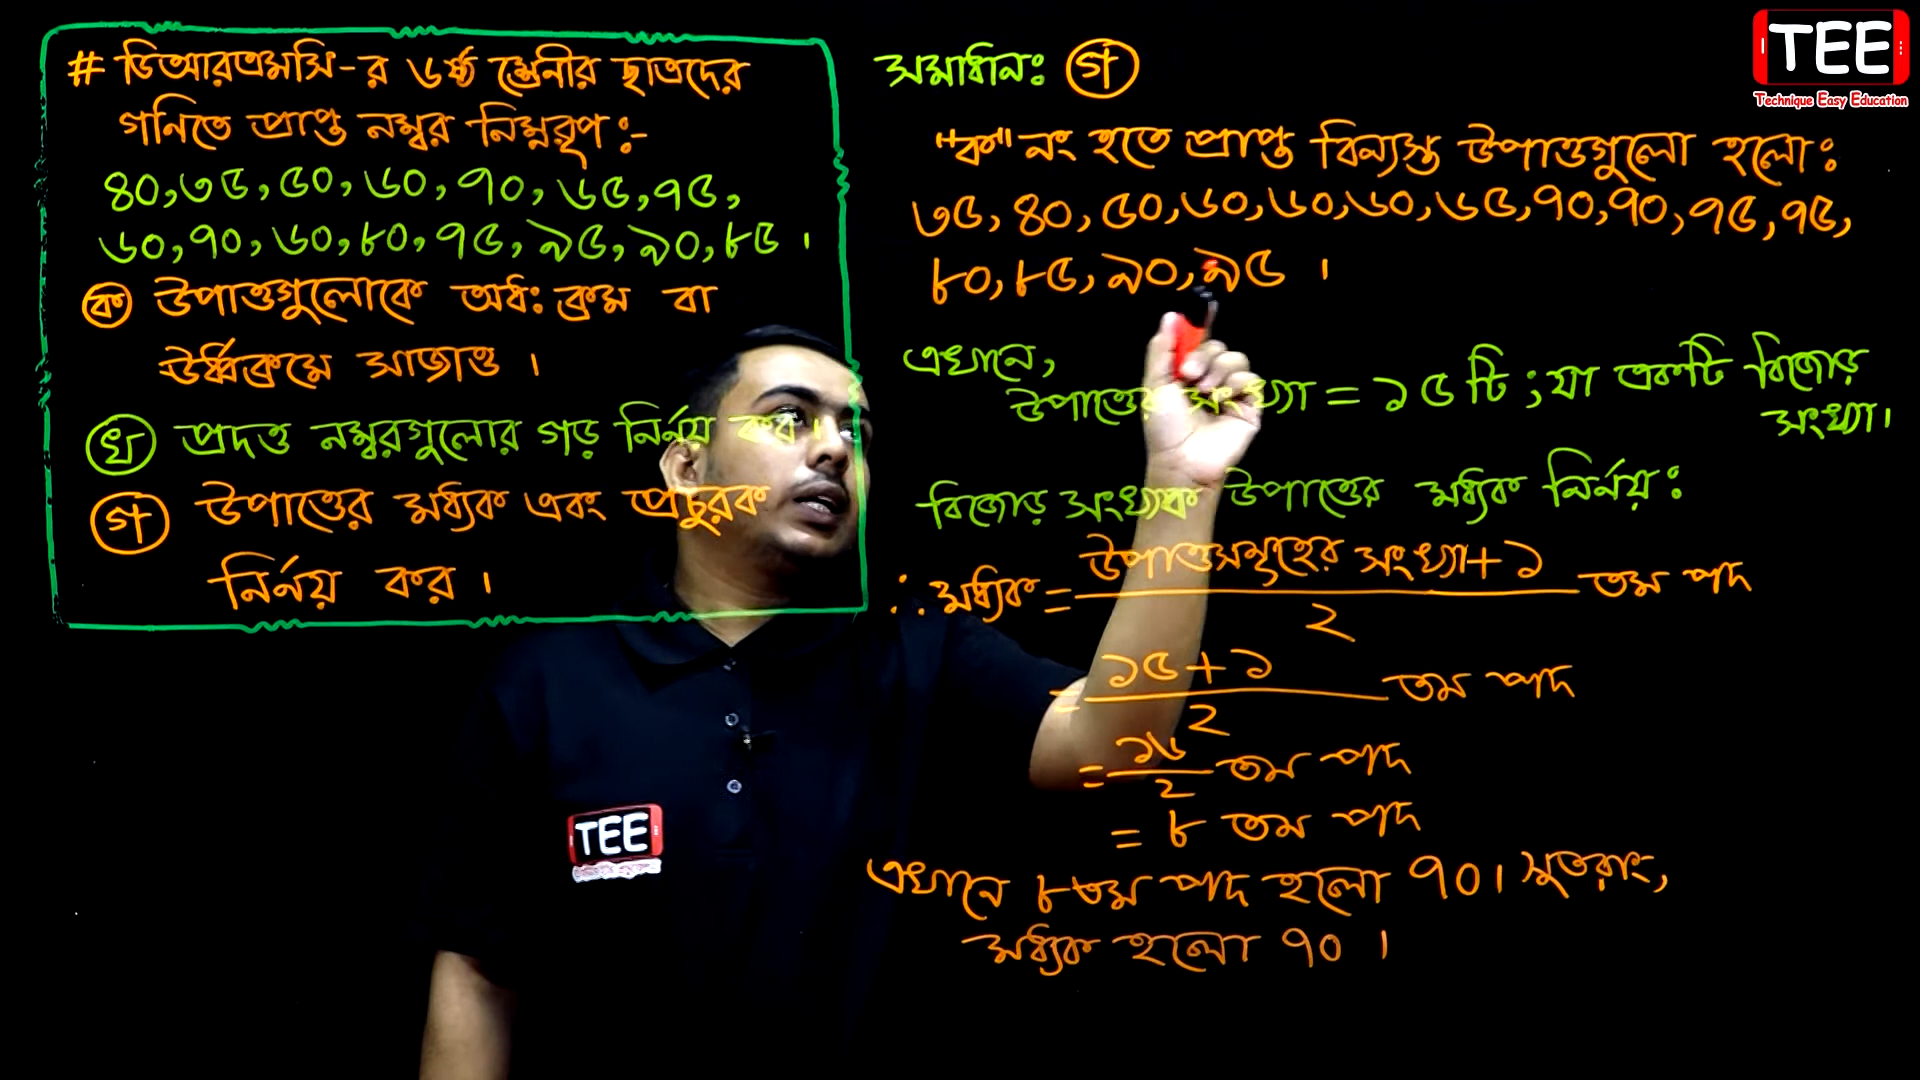 # ডিআরএমসি-র ৬ষ্ঠ শ্রেনীর ছাত্রদের
গনিতে প্রাপ্ত নম্বর নিম্নরূপ:-
৪০,৩৫,৫০,৬০,৭০,৬৫,৭৫,
৬০,৭০,৬০,৮০,৭৫,৯৫,৯০,৮৫।
ক উপাত্তগুলোকে অধঃক্রম বা
উর্ধ্বক্রমে সাজাও।
খ প্রদত্ত নম্বরগুলোর গড় নির্নয় কর।
গ উপাত্তের মধ্যক এবং প্রচুরক
নির্নয় কর।
সমাধান: গ
"ক" নং হতে প্রাপ্ত বিন্যস্ত উপাত্তগুলো হলো:
৩৫,৪০,৫০,৬০,৬০,৬০,৬৫,৭০,৭০,৭৫,৭৫,
৮০,৮৫,৯০,৯৫।
এখানে,
উপাত্তের সংখ্যা = ১৫টি; যা একটি বিজোড়
সংখ্যা।
বিজোড় সংখ্যক উপাত্তের মধ্যক নির্নয়:
উপাত্তসমূহের সংখ্যা+১
∴ মধ্যক = তম পদ
২
১৫+১
= তম পদ
২
১৬
= তম পদ
২
= ৮ তম পদ
এখানে ৮তম পদ হলো ৭০। সুতরাং,
মধ্যক হলো ৭০।
TEE
Technique Easy Education
TEE